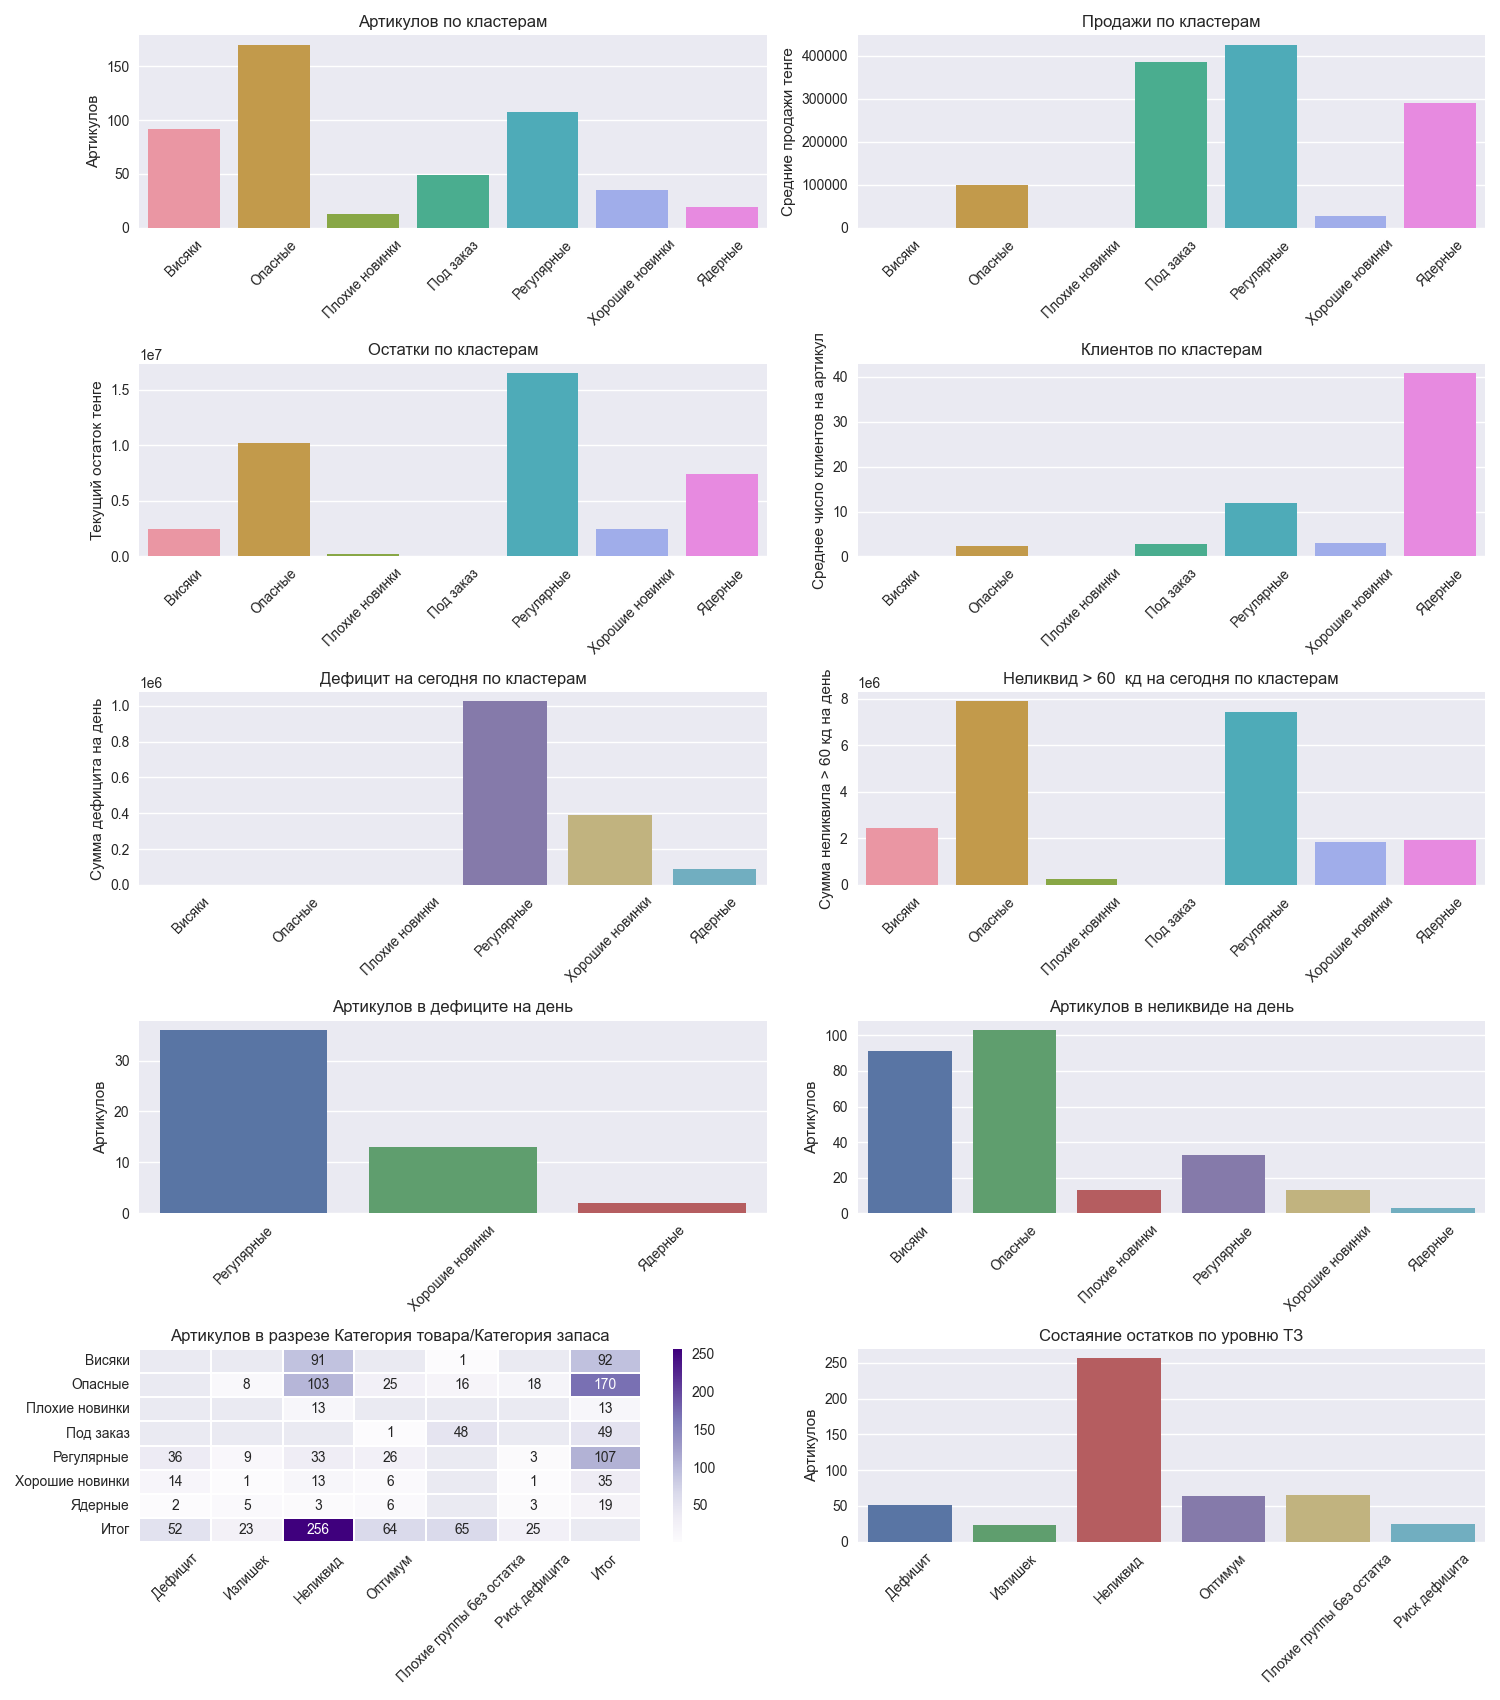 Артикулов по кластерам
Артикулов
150
100
50
0
Висяки
Опасные
Плохие новинки
Под заказ
Регулярные
Хорошие новинки
Ядерные
Продажи по кластерам
Средние продажи тенге
400000
300000
200000
100000
0
Висяки
Опасные
Плохие новинки
Под заказ
Регулярные
Хорошие новинки
Ядерные
Остатки по кластерам
1e7
Текущий остаток тенге
1.5
1.0
0.5
0.0
Висяки
Опасные
Плохие новинки
Под заказ
Регулярные
Хорошие новинки
Ядерные
Клиентов по кластерам
Среднее число клиентов на артикул
40
30
20
10
0
Висяки
Опасные
Плохие новинки
Под заказ
Регулярные
Хорошие новинки
Ядерные
Дефицит на сегодня по кластерам
1e6
Сумма дефицита на день
1.0
0.8
0.6
0.4
0.2
0.0
Висяки
Опасные
Плохие новинки
Регулярные
Хорошие новинки
Ядерные
Неликвид > 60 кд на сегодня по кластерам
1e6
Сумма неликвила > 60 кд на день
8
6
4
2
0
Висяки
Опасные
Плохие новинки
Под заказ
Регулярные
Хорошие новинки
Ядерные
Артикулов в дефиците на день
Артикулов
30
20
10
0
Регулярные
Хорошие новинки
Ядерные
Артикулов в неликвиде на день
Артикулов
100
80
60
40
20
0
Висяки
Опасные
Плохие новинки
Регулярные
Хорошие новинки
Ядерные
Артикулов в разрезе Категория товара/Категория запаса
Висяки 91 1 92
Опасные 8 103 25 16 18 170
Плохие новинки 13 13
Под заказ 1 48 49
Регулярные 36 9 33 26 3 107
Хорошие новинки 14 1 13 6 1 35
Ядерные 2 5 3 6 3 19
Итог 52 23 256 64 65 25
Дефицит
Излишек
Неликвид
Оптимум
Плохие группы без остатка
Риск дефицита
Итог
250
200
150
100
50
Состаяние остатков по уровню ТЗ
Артикулов
250
200
150
100
50
0
Дефицит
Излишек
Неликвид
Оптимум
Плохие группы без остатка
Риск дефицита